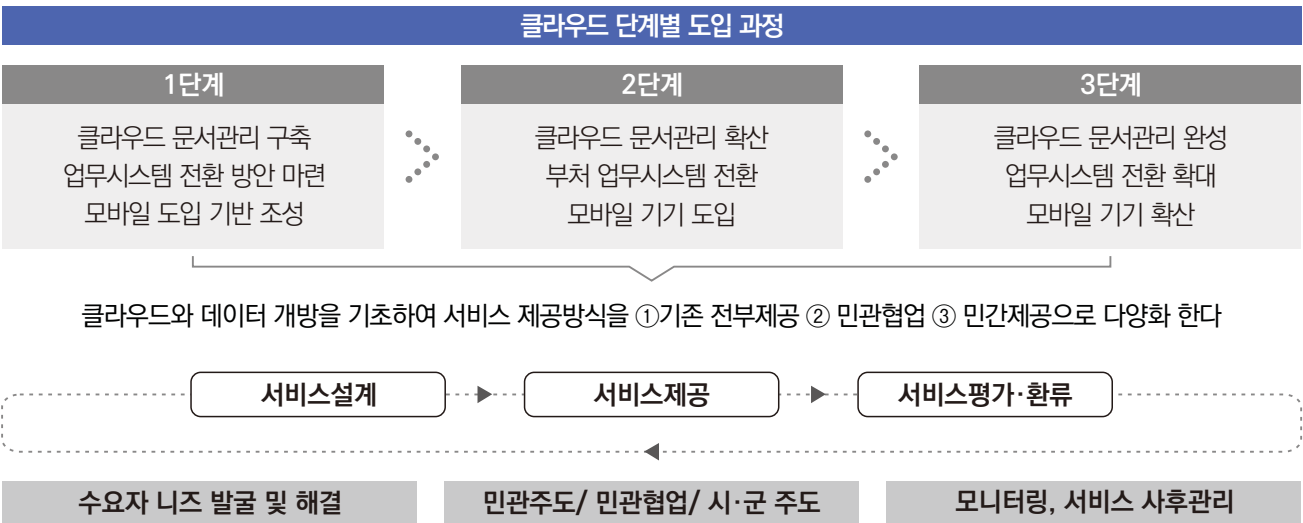 클라우드 단계별 도입 과정
1단계
클라우드 문서관리 구축
업무시스템 전환 방안 마련
모바일 도입 기반 조성
2단계
클라우드 문서관리 확산
부처 업무시스템 전환
모바일 기기 도입
3단계
클라우드 문서관리 완성
업무시스템 전환 확대
모바일 기기 확산
클라우드와 데이터 개방을 기초하여 서비스 제공방식을 ①기존 전부제공 ② 민관협업 ③ 민간제공으로 다양화 한다
서비스설계
서비스제공
서비스평가·환류
수요자 니즈 발굴 및 해결
민관주도/ 민관협업/ 시·군 주도
모니터링, 서비스 사후관리